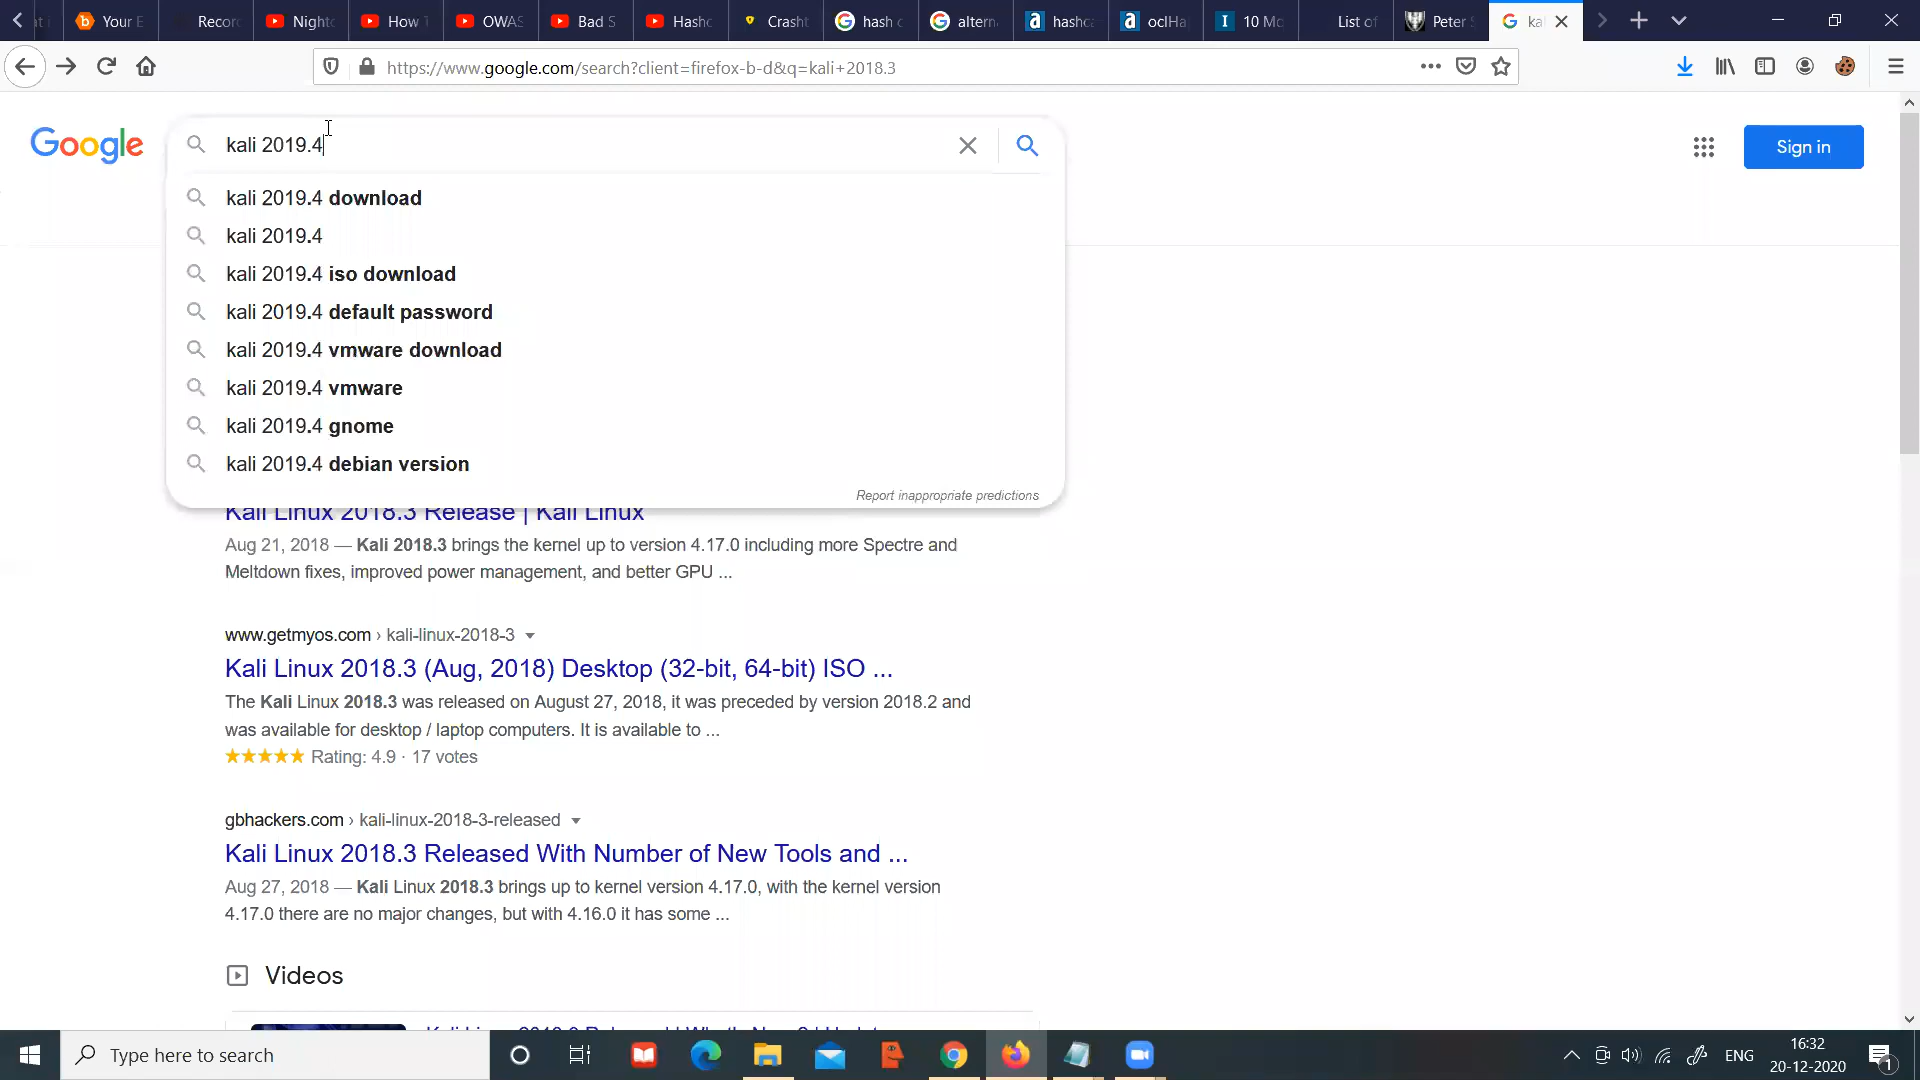 Your E
Recor
Night
How T
OWAS
Bad S
Hashc
Crasht
hash c
altern
hashca
oclHa
10 Mo
List of
Peter S
kal
https://www.google.com/search?client=firefox-b-d&q=kali+2018.3
Google
kali 2019.4
Sign in
kali 2019.4 download
kali 2019.4
kali 2019.4 iso download
kali 2019.4 default password
kali 2019.4 vmware download
kali 2019.4 vmware
kali 2019.4 gnome
kali 2019.4 debian version
Report inappropriate predictions
Kali Linux 2018.3 Release | Kali Linux
Aug 21, 2018 — Kali 2018.3 brings the kernel up to version 4.17.0 including more Spectre and
Meltdown fixes, improved power management, and better GPU ...
www.getmyos.com › kali-linux-2018-3
Kali Linux 2018.3 (Aug, 2018) Desktop (32-bit, 64-bit) ISO ...
The Kali Linux 2018.3 was released on August 27, 2018, it was preceded by version 2018.2 and
was available for desktop / laptop computers. It is available to ...
Rating: 4.9 · 17 votes
gbhackers.com › kali-linux-2018-3-released
Kali Linux 2018.3 Released With Number of New Tools and ...
Aug 27, 2018 — Kali Linux 2018.3 brings up to kernel version 4.17.0, with the kernel version
4.17.0 there are no major changes, but with 4.16.0 it has some ...
Videos
Type here to search
ENG
16:32
20-12-2020
1